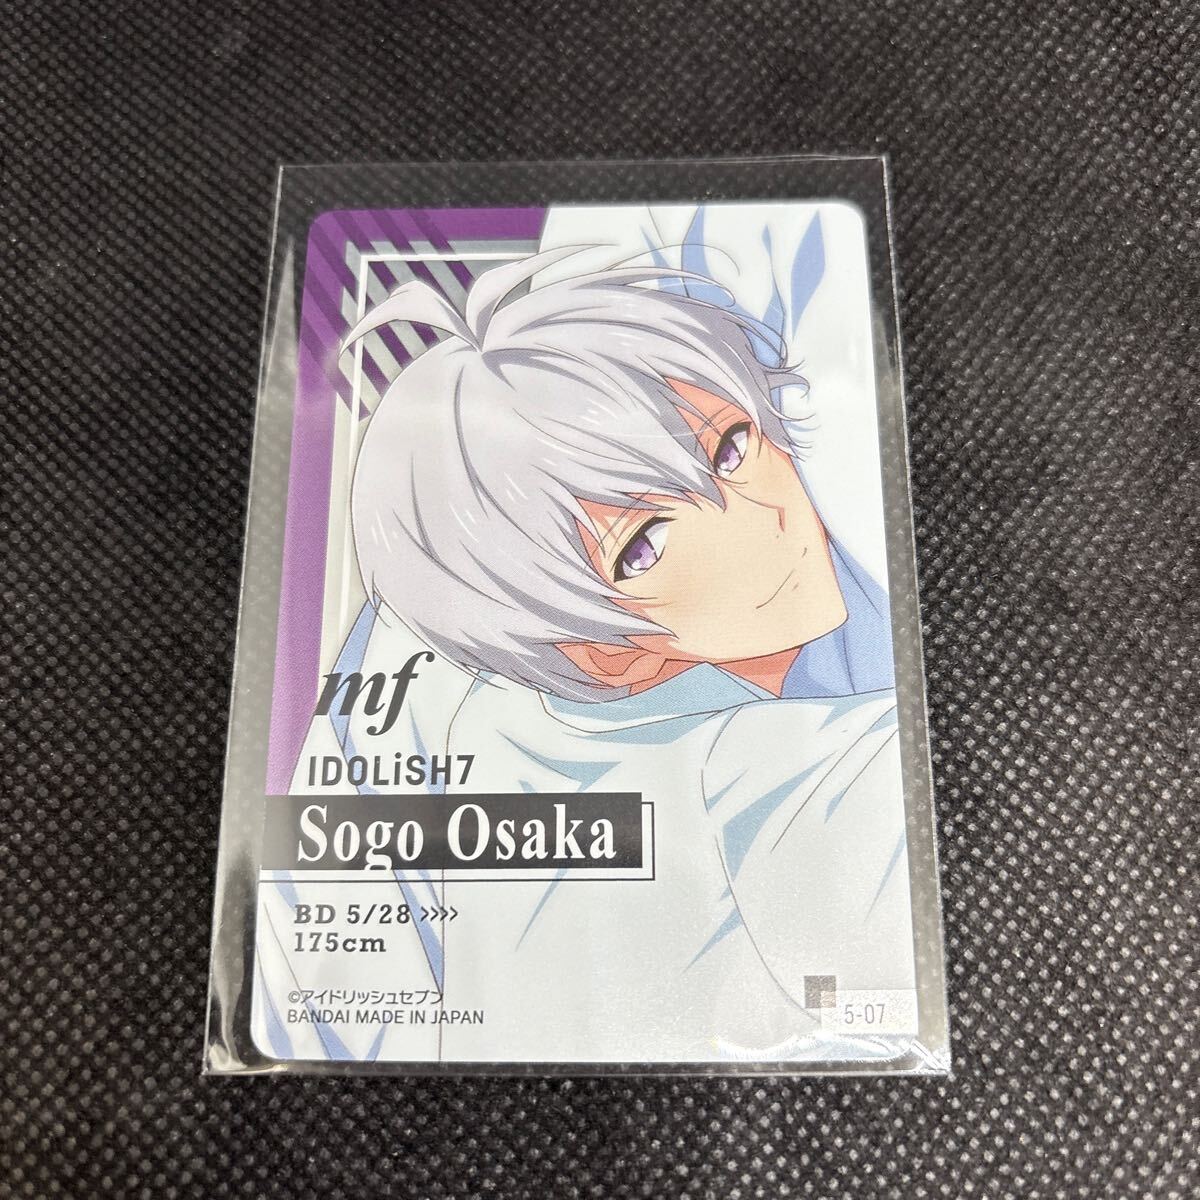 mf
IDOLiSH7
Sogo Osaka
BD 5/28 >>>>
175cm
©アイドリッシュセブン
BANDAI MADE IN JAPAN
5-07